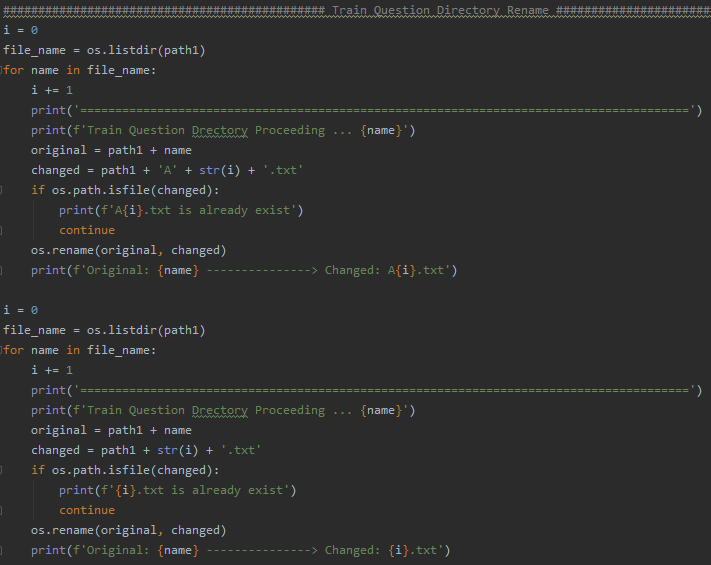 ############################################## Train Question Directory Rename ######################
i = 0
file_name = os.listdir(path1)
for name in file_name:
    i += 1
    print('=======================================================================================')
    print(f'Train Question Drectory Proceeding ... {name}')
    original = path1 + name
    changed = path1 + 'A' + str(i) + '.txt'
    if os.path.isfile(changed):
        print(f'A{i}.txt is already exist')
        continue
    os.rename(original, changed)
    print(f'Original: {name} ---------------> Changed: A{i}.txt')
i = 0
file_name = os.listdir(path1)
for name in file_name:
    i += 1
    print('=======================================================================================')
    print(f'Train Question Drectory Proceeding ... {name}')
    original = path1 + name
    changed = path1 + str(i) + '.txt'
    if os.path.isfile(changed):
        print(f'{i}.txt is already exist')
        continue
    os.rename(original, changed)
    print(f'Original: {name} ---------------> Changed: {i}.txt')